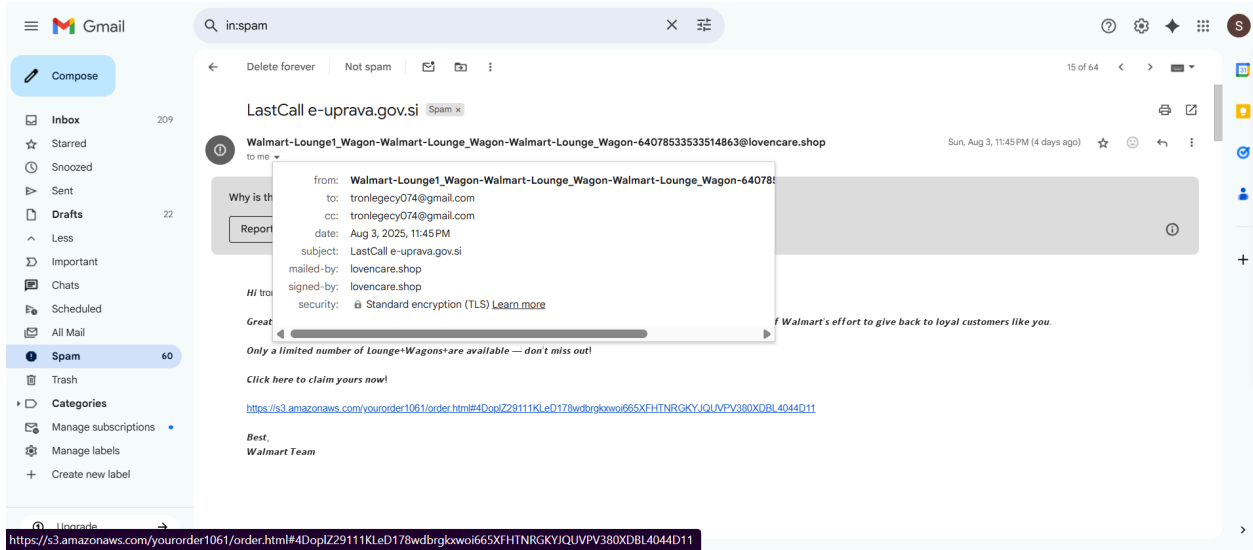 Gmail
in:spam
S
Compose
Delete forever
Not spam
15 of 64
31
LastCall e-uprava.gov.si
Spam ×
Inbox
209
Walmart-Lounge1_Wagon-Walmart-Lounge_Wagon-Walmart-Lounge_Wagon-64078533533514863@lovencare.shop
Sun, Aug 3, 11:45 PM (4 days ago)
to me
Starred
Snoozed
Sent
Drafts
22
Less
Important
Chats
Scheduled
All Mail
Spam
60
Trash
Categories
Manage subscriptions
Manage labels
Create new label
Upgrade
from: Walmart-Lounge1_Wagon-Walmart-Lounge_Wagon-Walmart-Lounge_Wagon-64078
to: tronlegacy074@gmail.com
cc: tronlegacy074@gmail.com
date: Aug 3, 2025, 11:45 PM
subject: LastCall e-uprava.gov.si
mailed-by: lovencare.shop
signed-by: lovencare.shop
security: Standard encryption (TLS) Learn more
Why is th
Report
Hi tro
Great
f Walmart's effort to give back to loyal customers like you.
Only a limited number of Lounge+Wagons+are available — don't miss out!
Click here to claim yours now!
https://s3.amazonaws.com/yourorder1061/order.html#4DoplZ29111KLeD178wdbrgkxwoi665XFHTNRGKYJQUVPV380XDBL4044D11
Best,
Walmart Team
https://s3.amazonaws.com/yourorder1061/order.html#4DoplZ29111KLeD178wdbrgkxwoi665XFHTNRGKYJQUVPV380XDBL4044D11